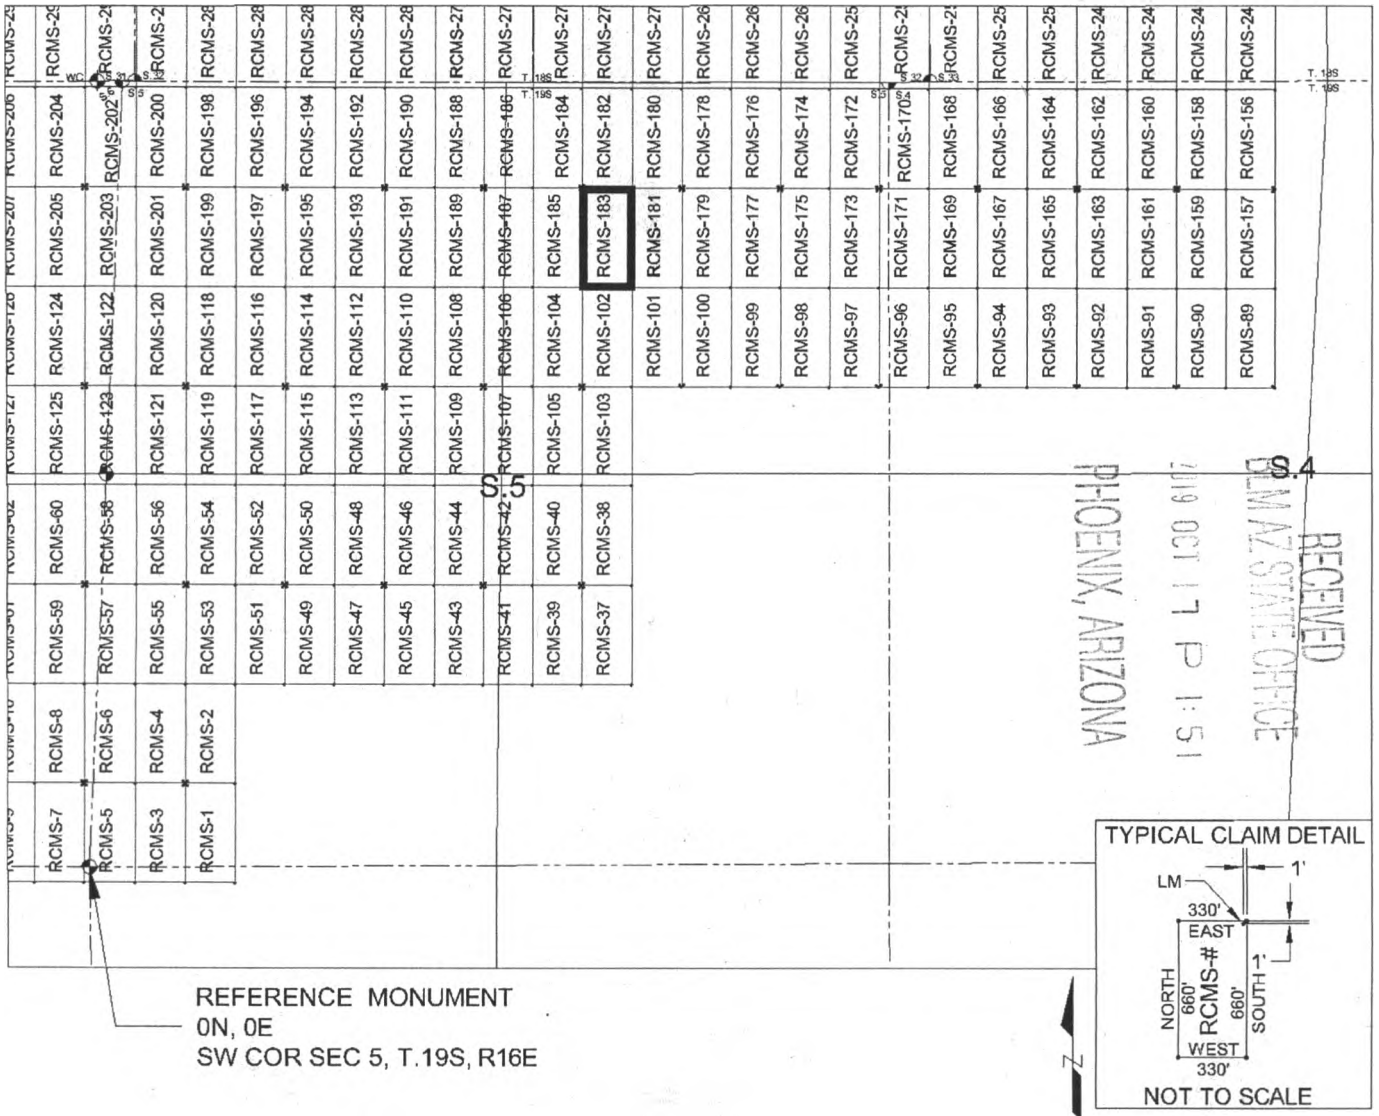 WC S.31 S.32 T. 18S S.32 S.33 T. 18S
S.6 S.5 T. 19S S.5 S.4 T. 19S
RCMS-204 RCMS-202 RCMS-200 RCMS-198 RCMS-196 RCMS-194 RCMS-192 RCMS-190 RCMS-188 RCMS-186 RCMS-184 RCMS-182 RCMS-180 RCMS-178 RCMS-176 RCMS-174 RCMS-172 RCMS-170 RCMS-168 RCMS-166 RCMS-164 RCMS-162 RCMS-160 RCMS-158 RCMS-156
RCMS-205 RCMS-203 RCMS-201 RCMS-199 RCMS-197 RCMS-195 RCMS-193 RCMS-191 RCMS-189 RCMS-187 RCMS-185 RCMS-183 RCMS-181 RCMS-179 RCMS-177 RCMS-175 RCMS-173 RCMS-171 RCMS-169 RCMS-167 RCMS-165 RCMS-163 RCMS-161 RCMS-159 RCMS-157
RCMS-124 RCMS-122 RCMS-120 RCMS-118 RCMS-116 RCMS-114 RCMS-112 RCMS-110 RCMS-108 RCMS-106 RCMS-104 RCMS-102 RCMS-101 RCMS-100 RCMS-99 RCMS-98 RCMS-97 RCMS-96 RCMS-95 RCMS-94 RCMS-93 RCMS-92 RCMS-91 RCMS-90 RCMS-89
RCMS-125 RCMS-123 RCMS-121 RCMS-119 RCMS-117 RCMS-115 RCMS-113 RCMS-111 RCMS-109 RCMS-107 RCMS-105 RCMS-103
S.5 S.4
RCMS-60 RCMS-58 RCMS-56 RCMS-54 RCMS-52 RCMS-50 RCMS-48 RCMS-46 RCMS-44 RCMS-42 RCMS-40 RCMS-38
RCMS-59 RCMS-57 RCMS-55 RCMS-53 RCMS-51 RCMS-49 RCMS-47 RCMS-45 RCMS-43 RCMS-41 RCMS-39 RCMS-37
RCMS-8 RCMS-6 RCMS-4 RCMS-2
RCMS-7 RCMS-5 RCMS-3 RCMS-1
RECEIVED
BLM AZ STATE OFFICE
2019 OCT 17 P 1:51
PHOENIX, ARIZONA
REFERENCE MONUMENT
0N, 0E
SW COR SEC 5, T.19S, R16E
N
TYPICAL CLAIM DETAIL
1'
LM
330'
EAST
NORTH
660'
RCMS-#
660'
SOUTH 1'
WEST
330'
NOT TO SCALE